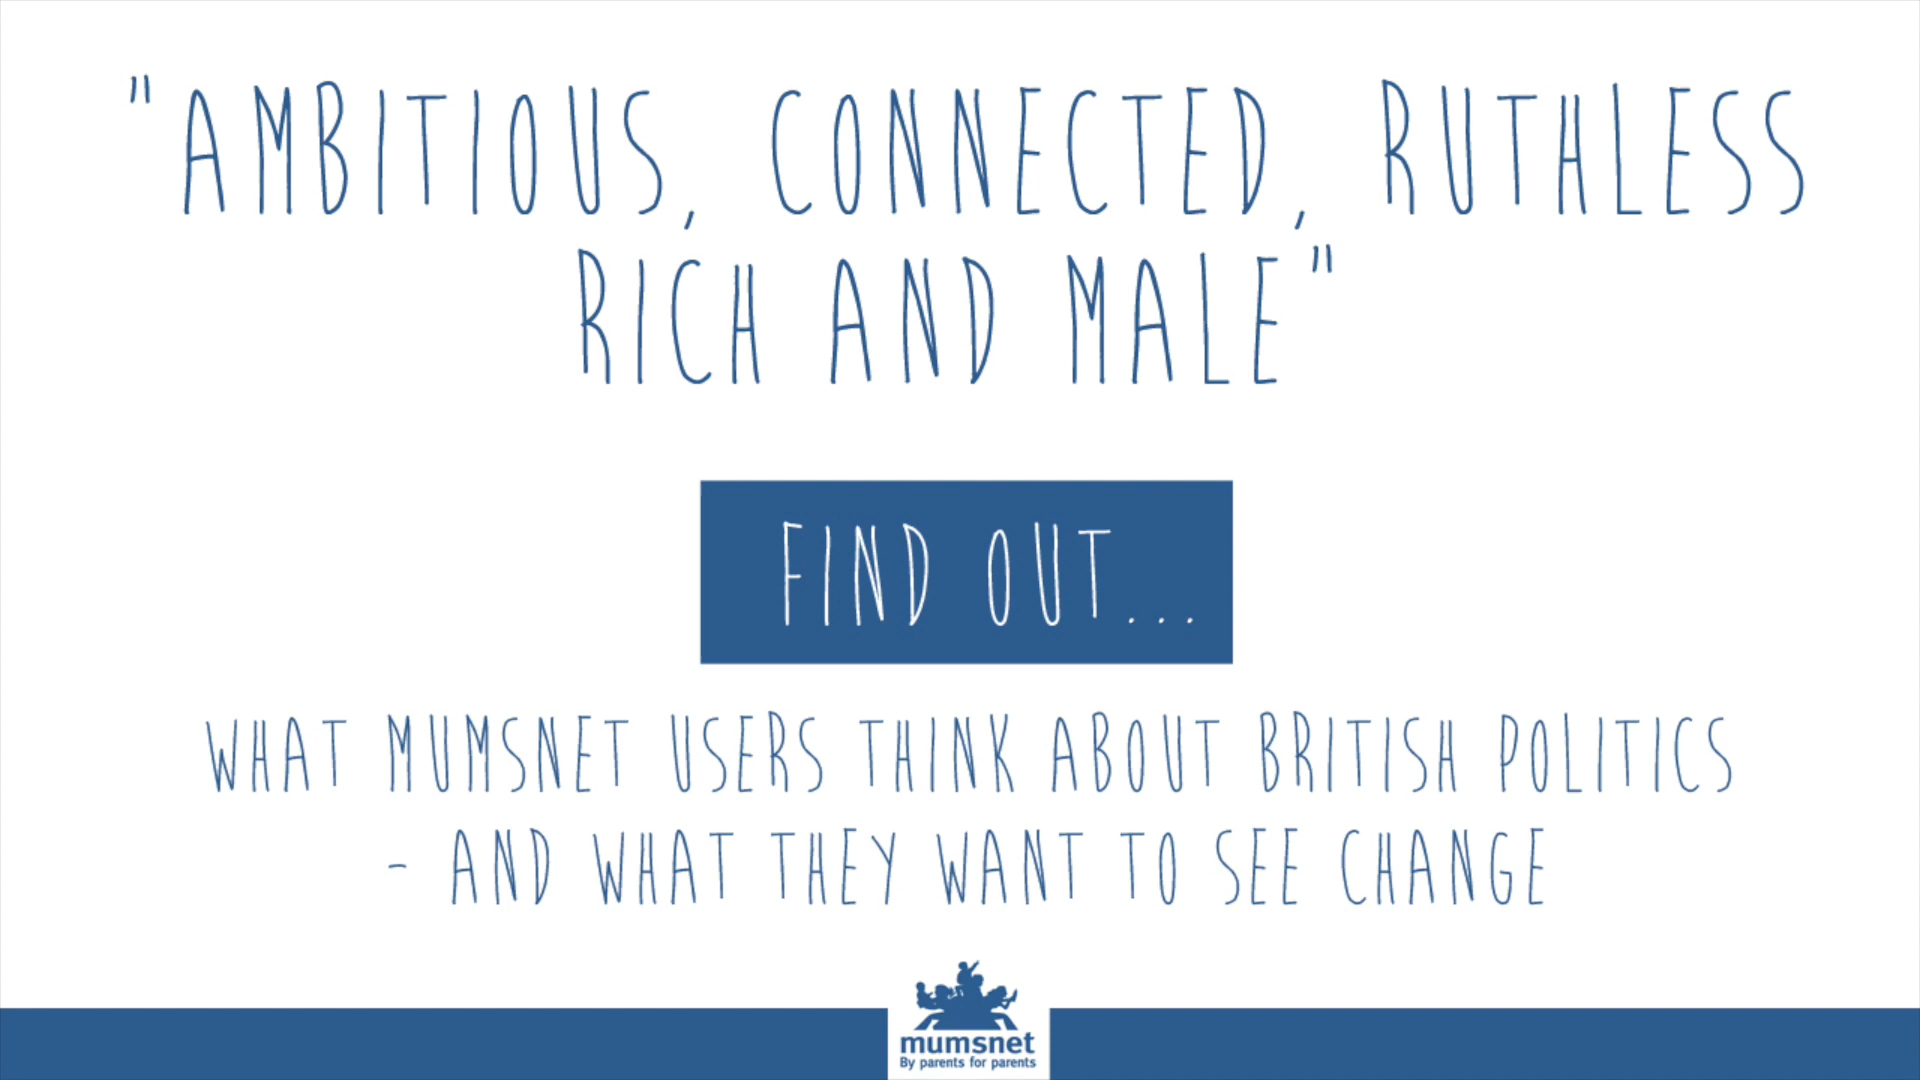 "AMBITIOUS, CONNECTED, RUTHLESS
RICH AND MALE"
FIND OUT...
WHAT MUMSNET USERS THINK ABOUT BRITISH POLITICS
- AND WHAT THEY WANT TO SEE CHANGE
mumsnet
By parents for parents